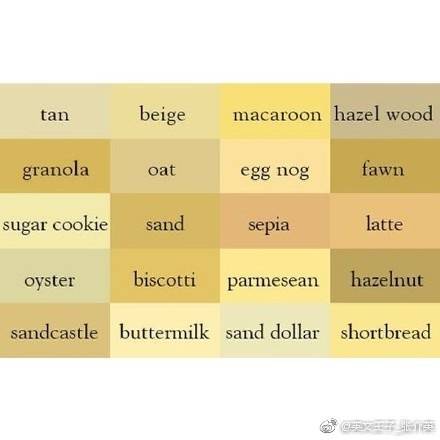 tan beige macaroon hazel wood
granola oat egg nog fawn
sugar cookie sand sepia latte
oyster biscotti parmesean hazelnut
sandcastle buttermilk sand dollar shortbread